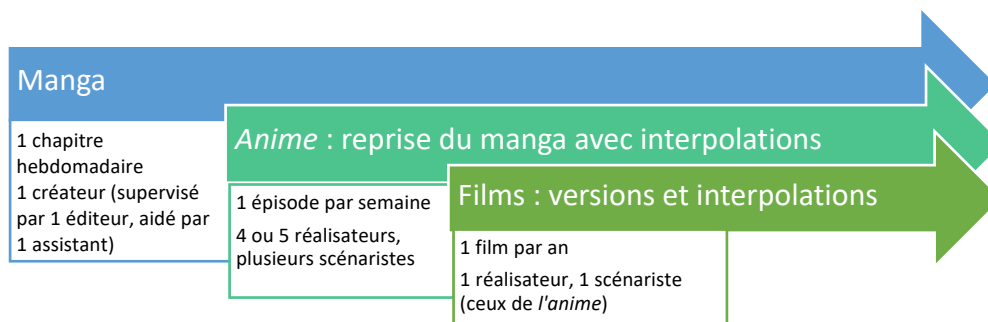 Manga
1 chapitre
hebdomadaire
1 créateur (supervisé
par 1 éditeur, aidé par
1 assistant)
Anime : reprise du manga avec interpolations
1 épisode par semaine
4 ou 5 réalisateurs,
plusieurs scénaristes
Films : versions et interpolations
1 film par an
1 réalisateur, 1 scénariste
(ceux de l'anime)